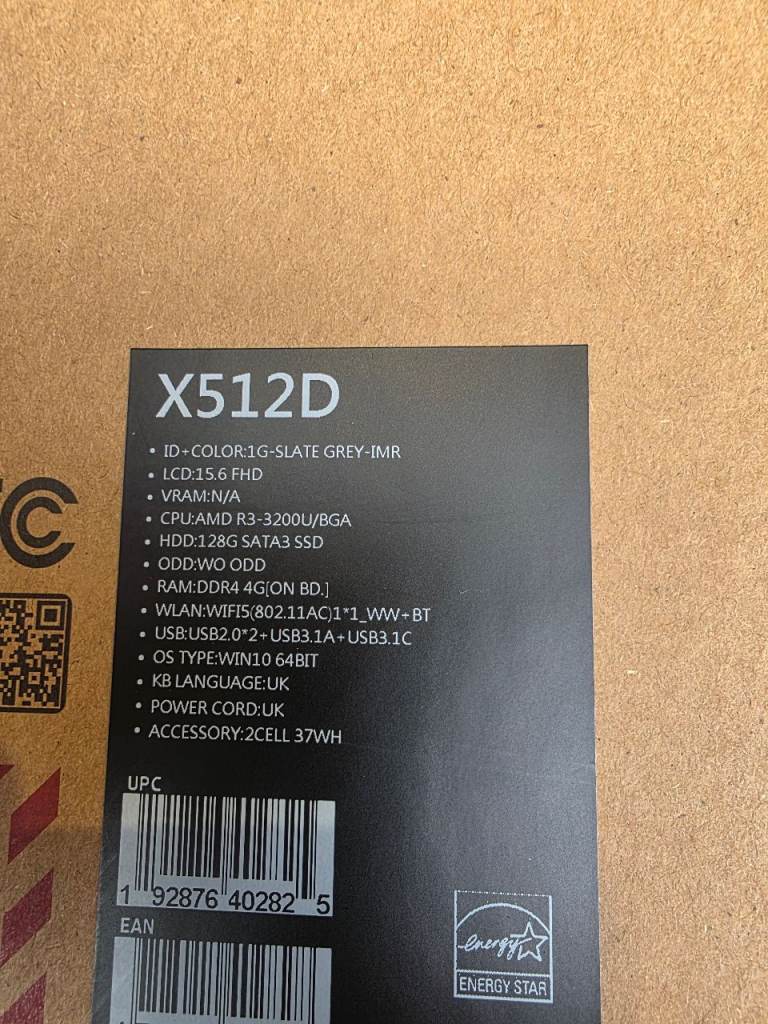 X512D
• ID+COLOR:1G-SLATE GREY-IMR
• LCD:15.6 FHD
• VRAM:N/A
• CPU:AMD R3-3200U/BGA
• HDD:128G SATA3 SSD
• ODD:WO ODD
• RAM:DDR4 4G[ON BD.]
• WLAN:WIFI5(802.11AC)1*1_WW+BT
• USB:USB2.0*2+USB3.1A+USB3.1C
• OS TYPE:WIN10 64BIT
• KB LANGUAGE:UK
• POWER CORD:UK
• ACCESSORY:2CELL 37WH
UPC
1 92876 40282 5
EAN
energy
ENERGY STAR